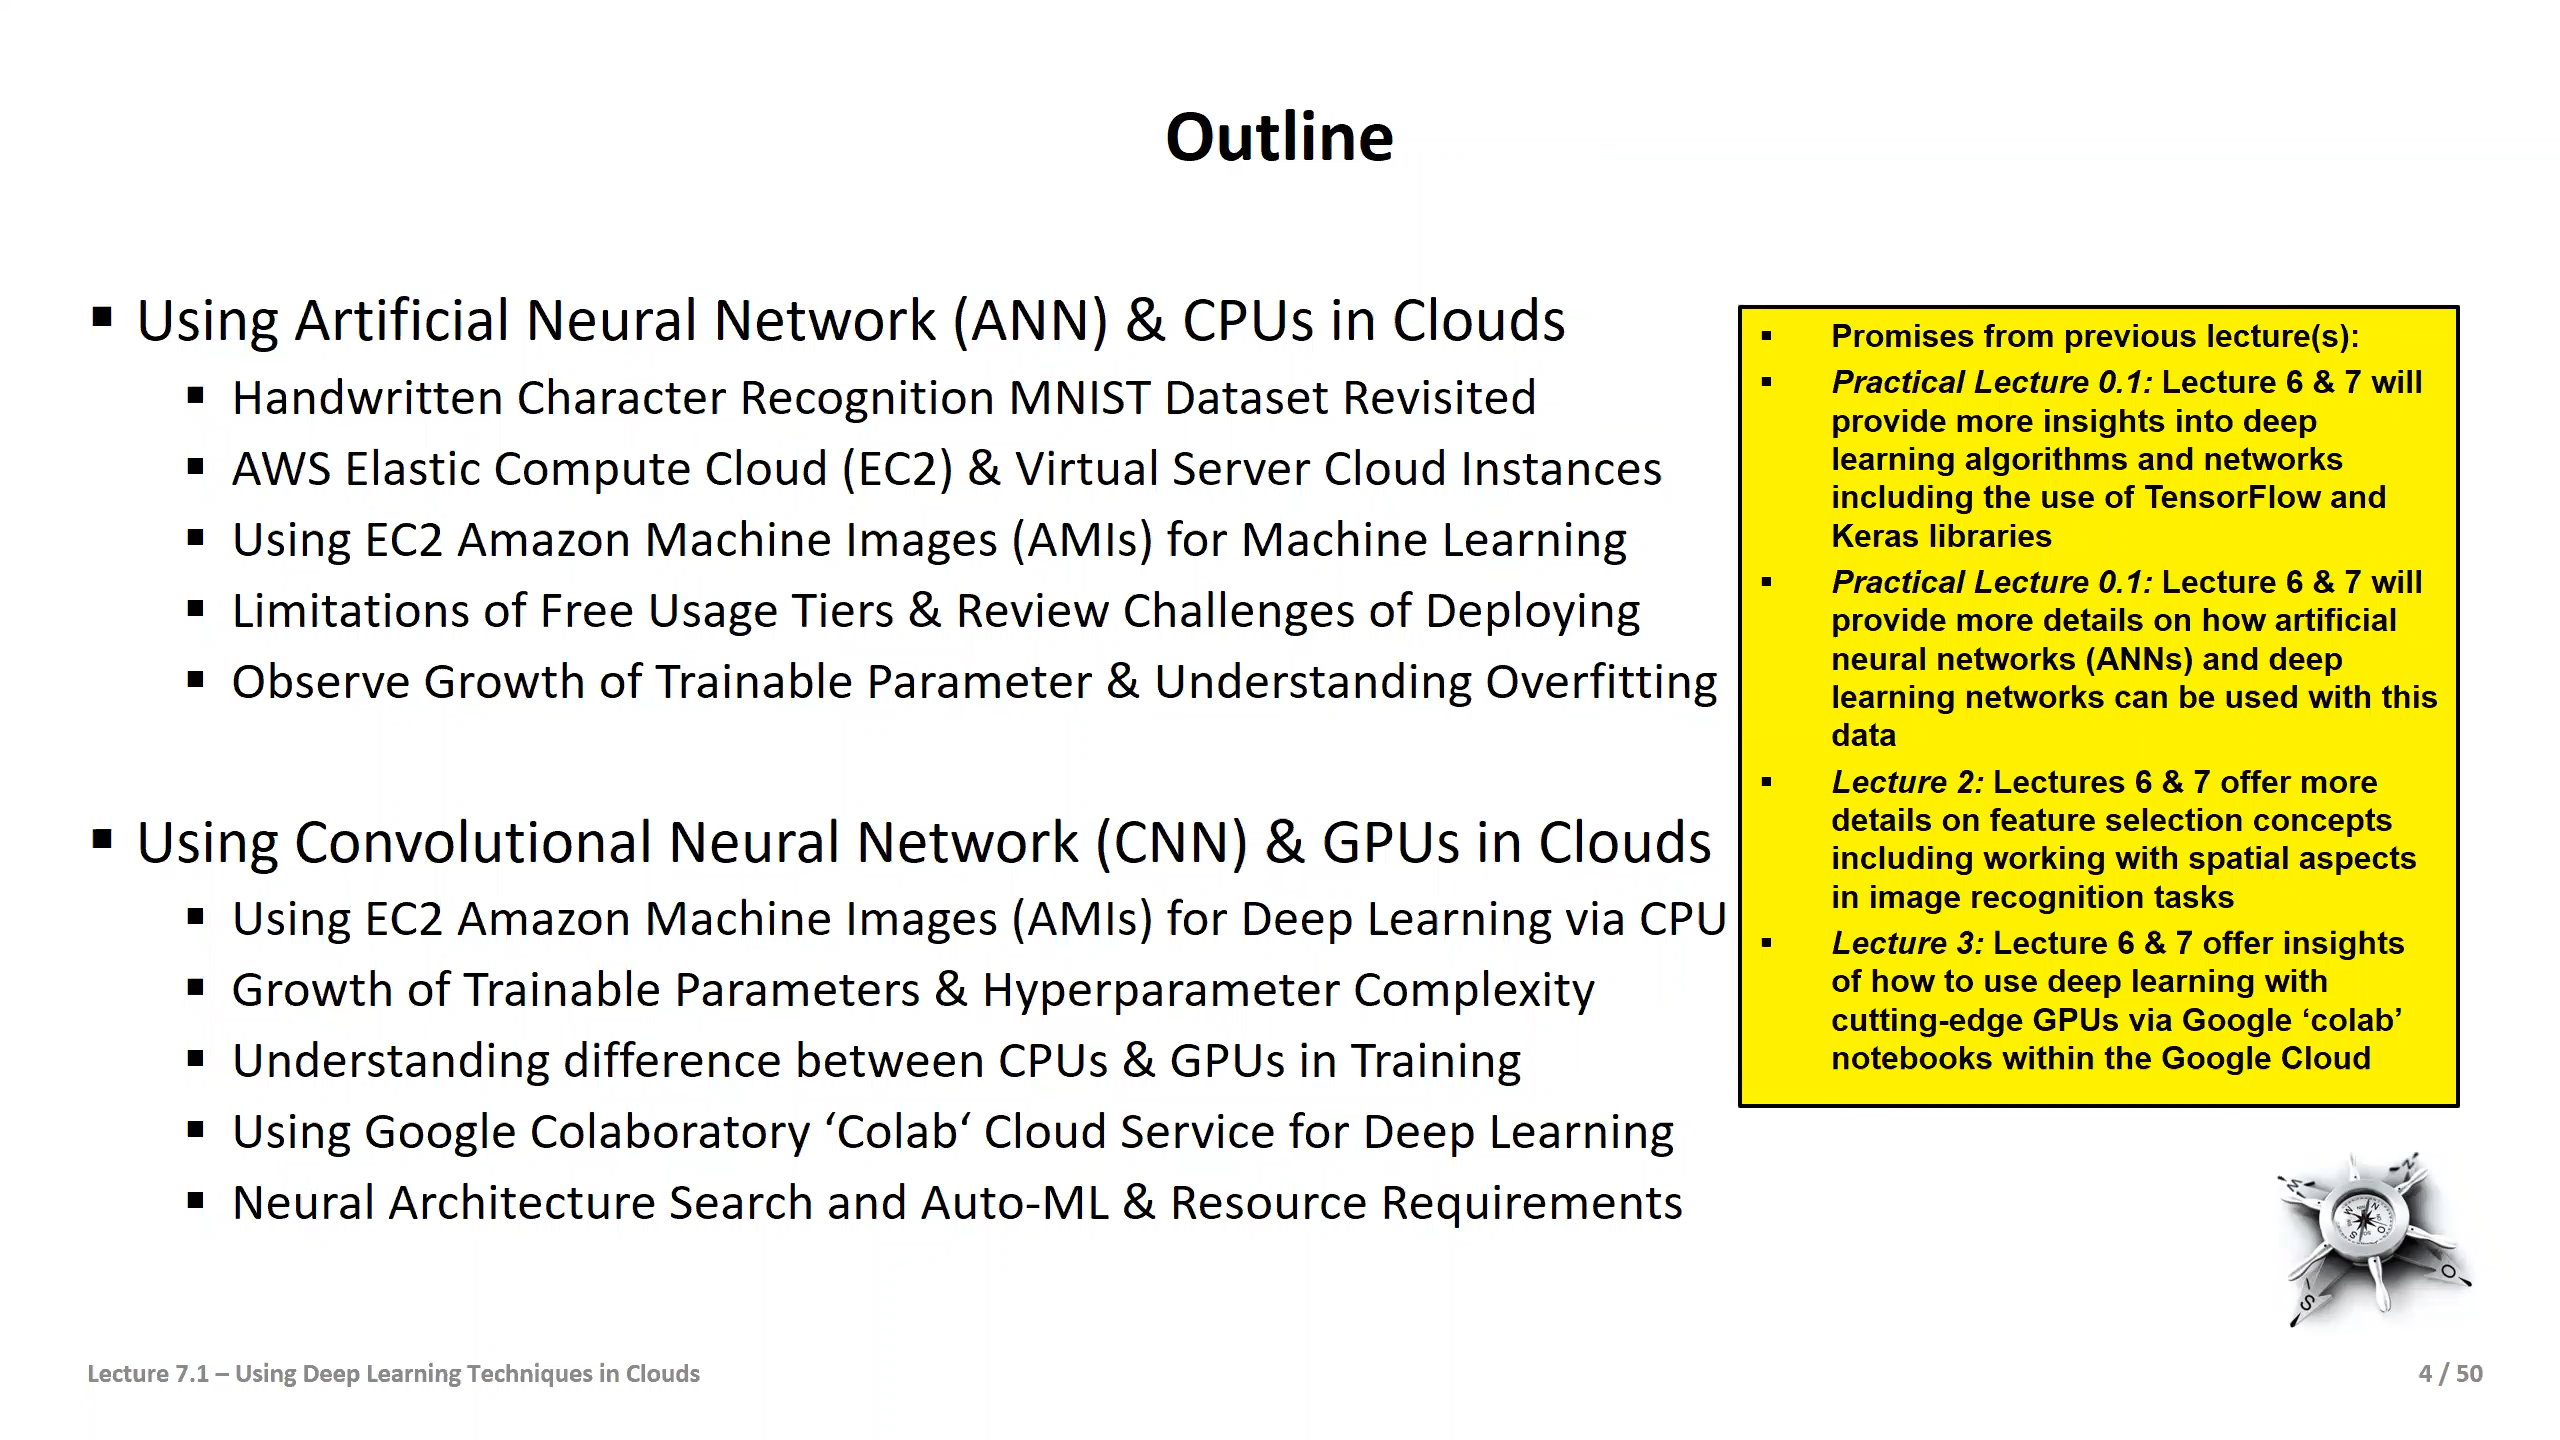 Outline
▪ Using Artificial Neural Network (ANN) & CPUs in Clouds
▪ Handwritten Character Recognition MNIST Dataset Revisited
▪ AWS Elastic Compute Cloud (EC2) & Virtual Server Cloud Instances
▪ Using EC2 Amazon Machine Images (AMIs) for Machine Learning
▪ Limitations of Free Usage Tiers & Review Challenges of Deploying
▪ Observe Growth of Trainable Parameter & Understanding Overfitting
▪ Using Convolutional Neural Network (CNN) & GPUs in Clouds
▪ Using EC2 Amazon Machine Images (AMIs) for Deep Learning via CPU
▪ Growth of Trainable Parameters & Hyperparameter Complexity
▪ Understanding difference between CPUs & GPUs in Training
▪ Using Google Colaboratory ‘Colab‘ Cloud Service for Deep Learning
▪ Neural Architecture Search and Auto-ML & Resource Requirements
▪ Promises from previous lecture(s):
▪ Practical Lecture 0.1: Lecture 6 & 7 will
provide more insights into deep
learning algorithms and networks
including the use of TensorFlow and
Keras libraries
▪ Practical Lecture 0.1: Lecture 6 & 7 will
provide more details on how artificial
neural networks (ANNs) and deep
learning networks can be used with this
data
▪ Lecture 2: Lectures 6 & 7 offer more
details on feature selection concepts
including working with spatial aspects
in image recognition tasks
▪ Lecture 3: Lecture 6 & 7 offer insights
of how to use deep learning with
cutting-edge GPUs via Google ‘colab’
notebooks within the Google Cloud
Lecture 7.1 – Using Deep Learning Techniques in Clouds
4 / 50